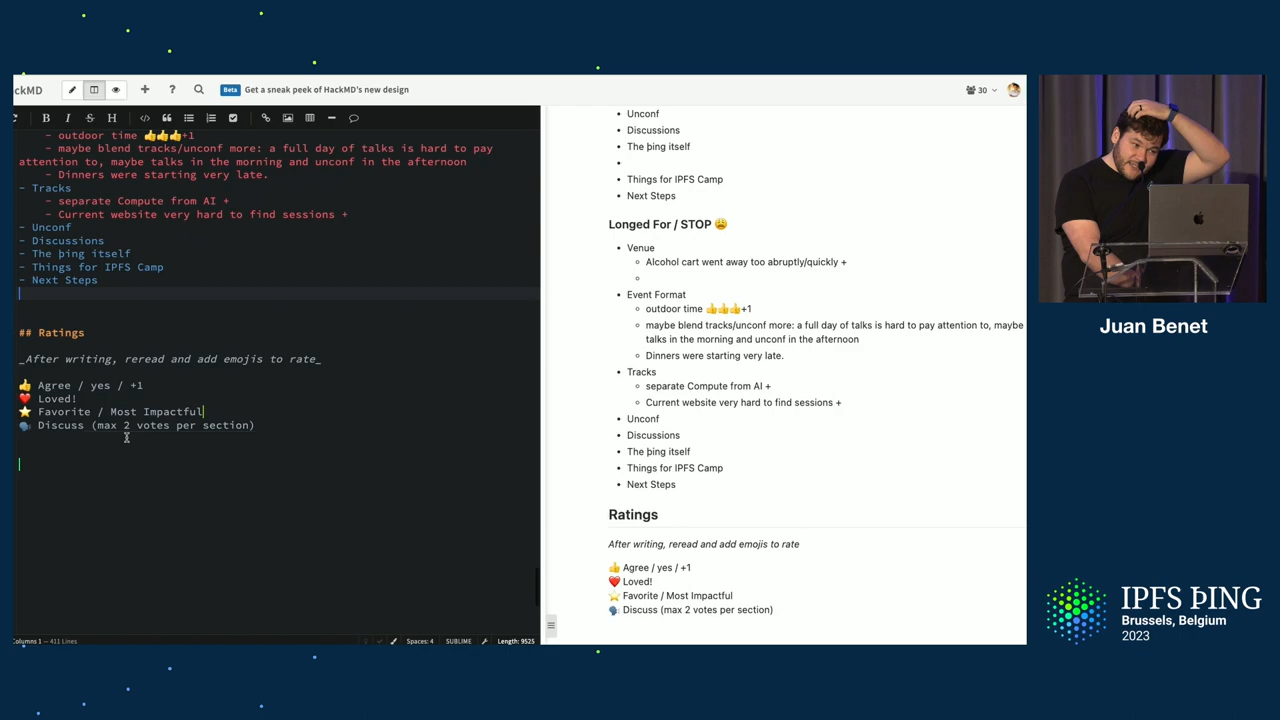 ckMD
Beta Get a sneak peek of HackMD's new design
30
B I S H
- outdoor time 👍👍👍+1
- maybe blend tracks/unconf more: a full day of talks is hard to pay
attention to, maybe talks in the morning and unconf in the afternoon
- Dinners were starting very late.
- Tracks
- separate Compute from AI +
- Current website very hard to find sessions +
- Unconf
- Discussions
- The þing itself
- Things for IPFS Camp
- Next Steps
## Ratings
_After writing, reread and add emojis to rate_
👍 Agree / yes / +1
❤️ Loved!
⭐ Favorite / Most Impactful
🗣️ Discuss (max 2 votes per section)
Columns 1 — 411 Lines
Spaces: 4
SUBLIME
Length: 9525
• Unconf
• Discussions
• The þing itself
•
• Things for IPFS Camp
• Next Steps
Longed For / STOP 😩
• Venue
◦ Alcohol cart went away too abruptly/quickly +
◦
• Event Format
◦ outdoor time 👍👍👍+1
◦ maybe blend tracks/unconf more: a full day of talks is hard to pay attention to, maybe
talks in the morning and unconf in the afternoon
◦ Dinners were starting very late.
• Tracks
◦ separate Compute from AI +
◦ Current website very hard to find sessions +
• Unconf
• Discussions
• The þing itself
• Things for IPFS Camp
• Next Steps
Ratings
After writing, reread and add emojis to rate
👍 Agree / yes / +1
❤️ Loved!
⭐ Favorite / Most Impactful
🗣️ Discuss (max 2 votes per section)
Juan Benet
IPFS ÞING
Brussels, Belgium
2023